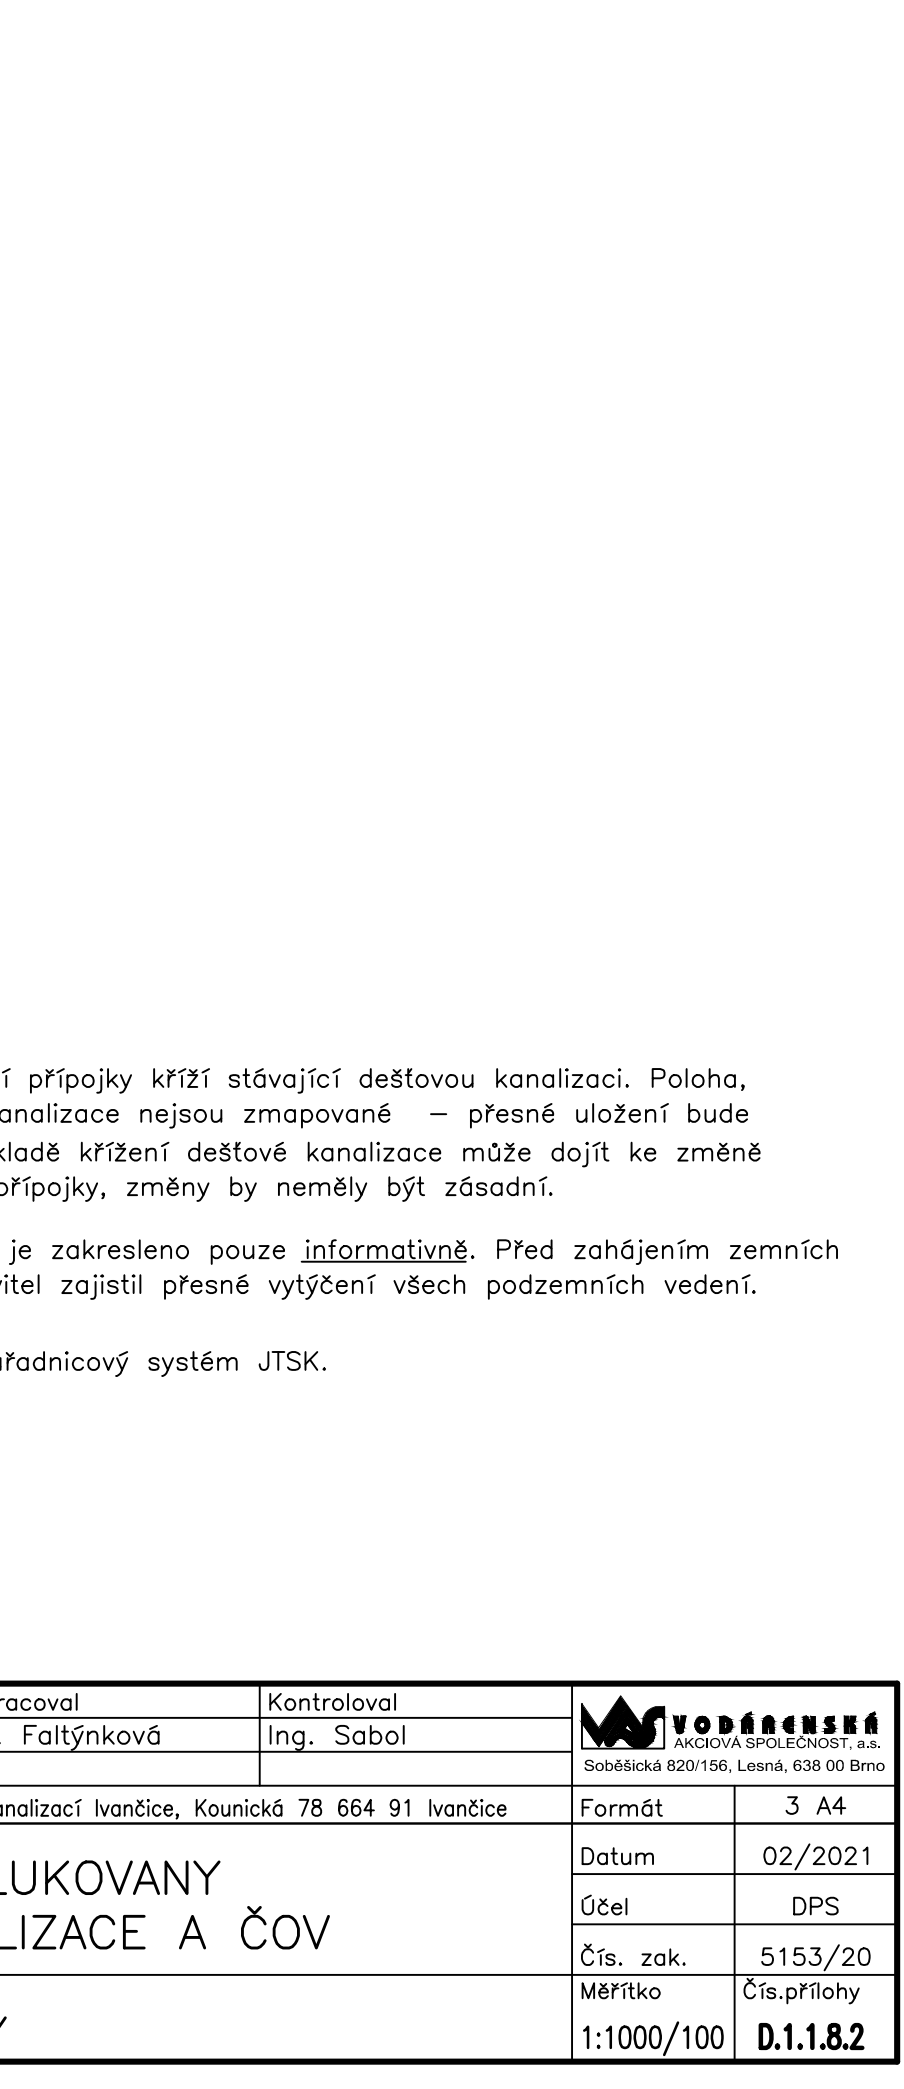 í přípojky kříží stávající dešťovou kanalizaci. Poloha,
analizace nejsou zmapované – přesné uložení bude
kladě křížení dešťové kanalizace může dojít ke změně
přípojky, změny by neměly být zásadní.
je zakresleno pouze informativně. Před zahájením zemních
vitel zajistil přesné vytýčení všech podzemních vedení.
uřadnicový systém JTSK.
racoval
Kontroloval
. Faltýnková
Ing. Sabol
VAS VODÁRENSKÁ
AKCIOVÁ SPOLEČNOST, a.s.
Soběšická 820/156, Lesná, 638 00 Brno
analizací Ivančice, Kounická 78 664 91 Ivančice
Formát 3 A4
LUKOVANY
LIZACE A ČOV
Datum 02/2021
Účel DPS
Čís. zak. 5153/20
Měřítko
1:1000/100
Čís.přílohy
D.1.1.8.2